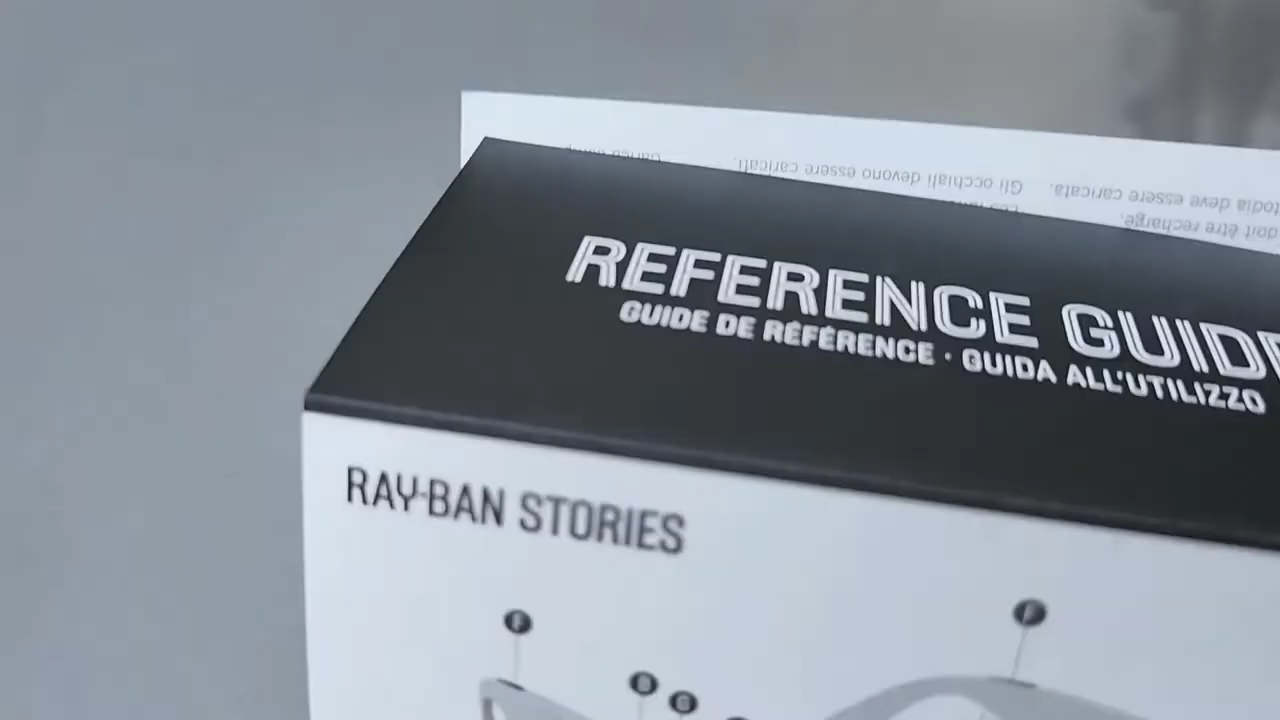 Gli occhiali devono essere caricati.
todia deve essere caricata.
doit être rechargé.
REFERENCE GUIDE
GUIDE DE RÉFÉRENCE · GUIDA ALL'UTILIZZO
RAY-BAN STORIES
F
F